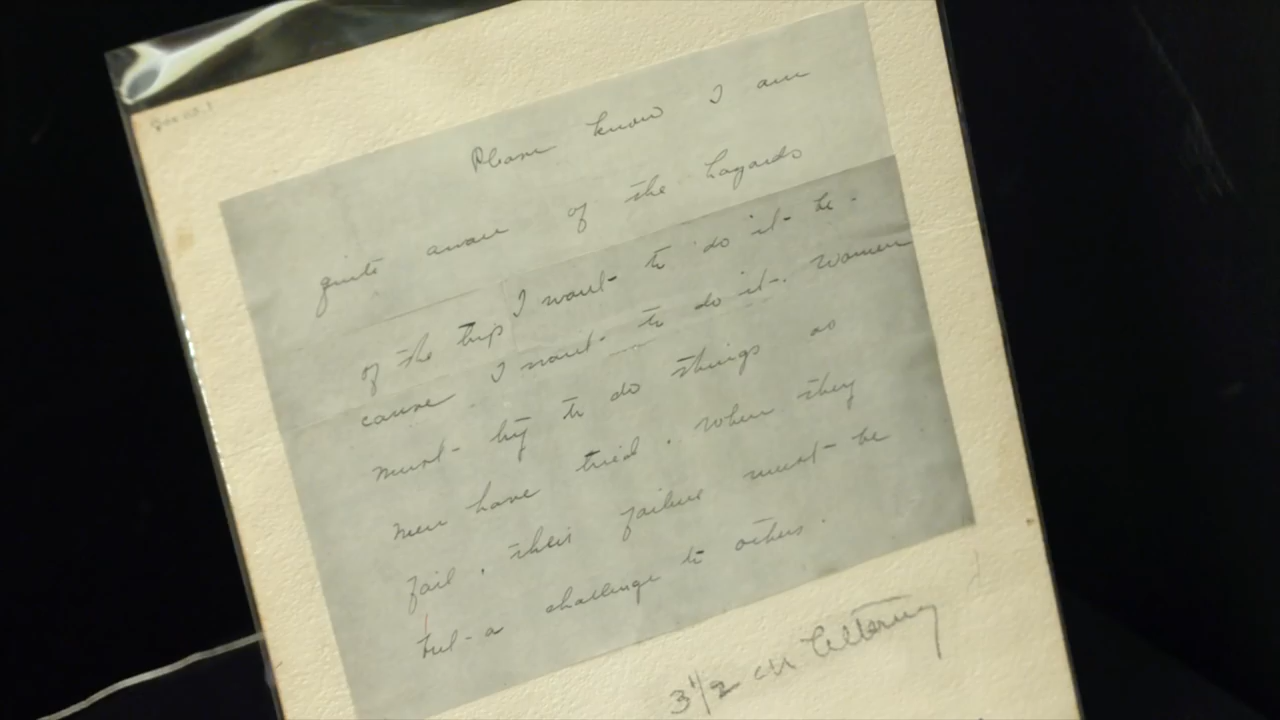 Please know I am
quite aware of the hazards
of the trip I want to do it be-
cause I want to do it. Women
must try to do things as
men have tried. When they
fail, their failure must be
but a challenge to others.
3 1/2 cm lettering